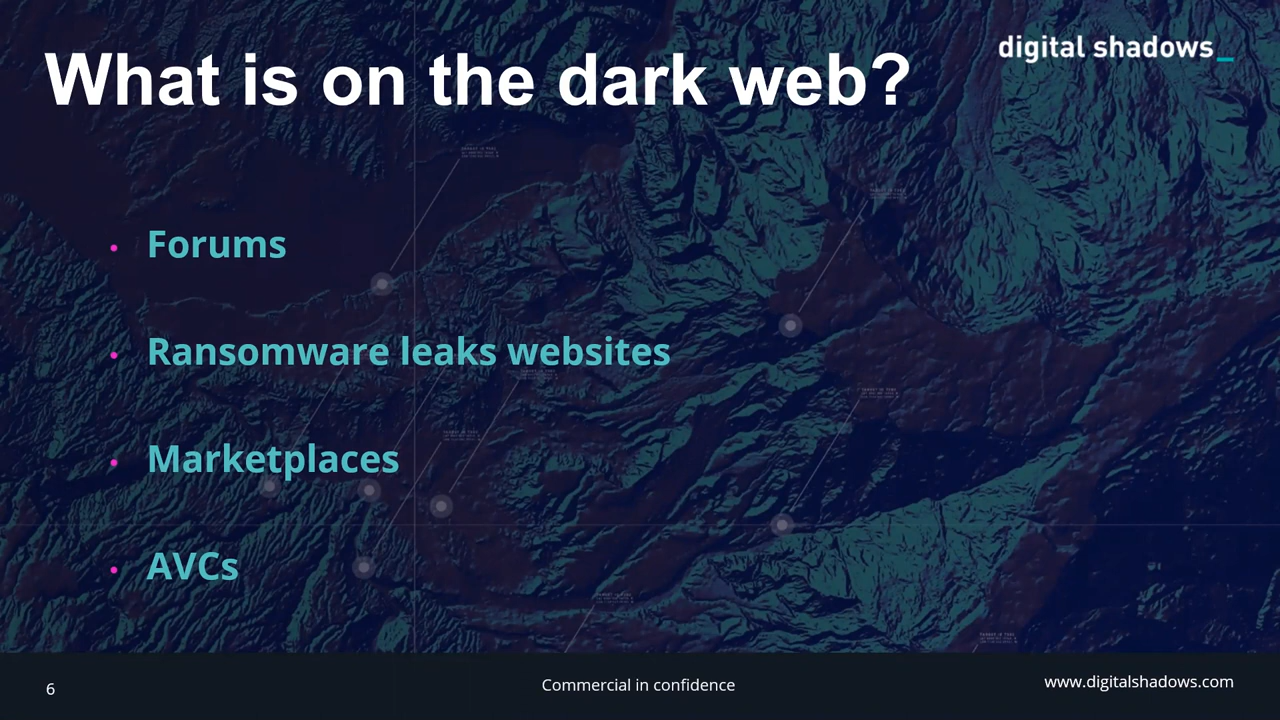 What is on the dark web?
digital shadows_
• Forums
• Ransomware leaks websites
• Marketplaces
• AVCs
6
Commercial in confidence
www.digitalshadows.com